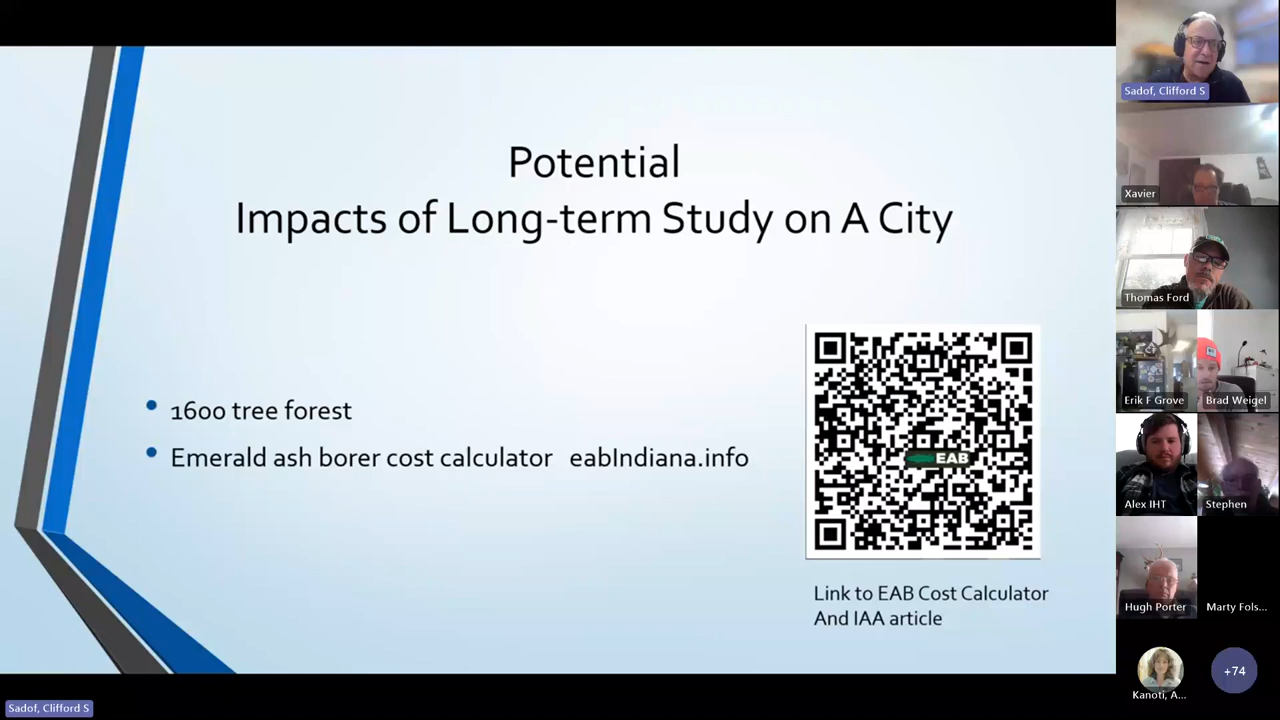 Potential
Impacts of Long-term Study on A City
1600 tree forest
Emerald ash borer cost calculator eabIndiana.info
EAB
Link to EAB Cost Calculator
And IAA article
Sadof, Clifford S
Xavier
Thomas Ford
Erik F Grove
Brad Weigel
Alex IHT
Stephen
Hugh Porter
Marty Fols...
Kanoti, A...
+74
Sadof, Clifford S